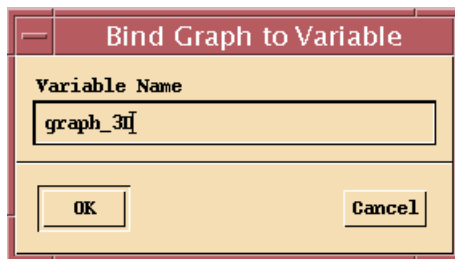 Bind Graph to Variable
Variable Name
graph_3D
OK
Cancel